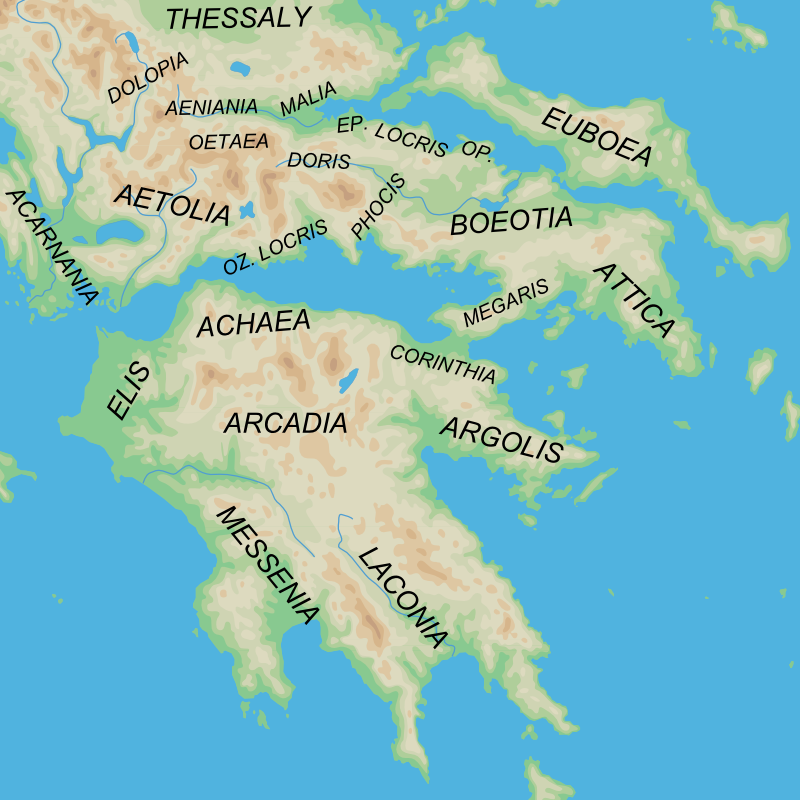 THESSALY
DOLOPIA
AENIANIA
MALIA
EP. LOCRIS OP.
EUBOEA
OETAEA
DORIS
AETOLIA
PHOCIS
BOEOTIA
ACARNANIA
OZ. LOCRIS
ATTICA
MEGARIS
ACHAEA
CORINTHIA
ELIS
ARCADIA
ARGOLIS
MESSENIA
LACONIA